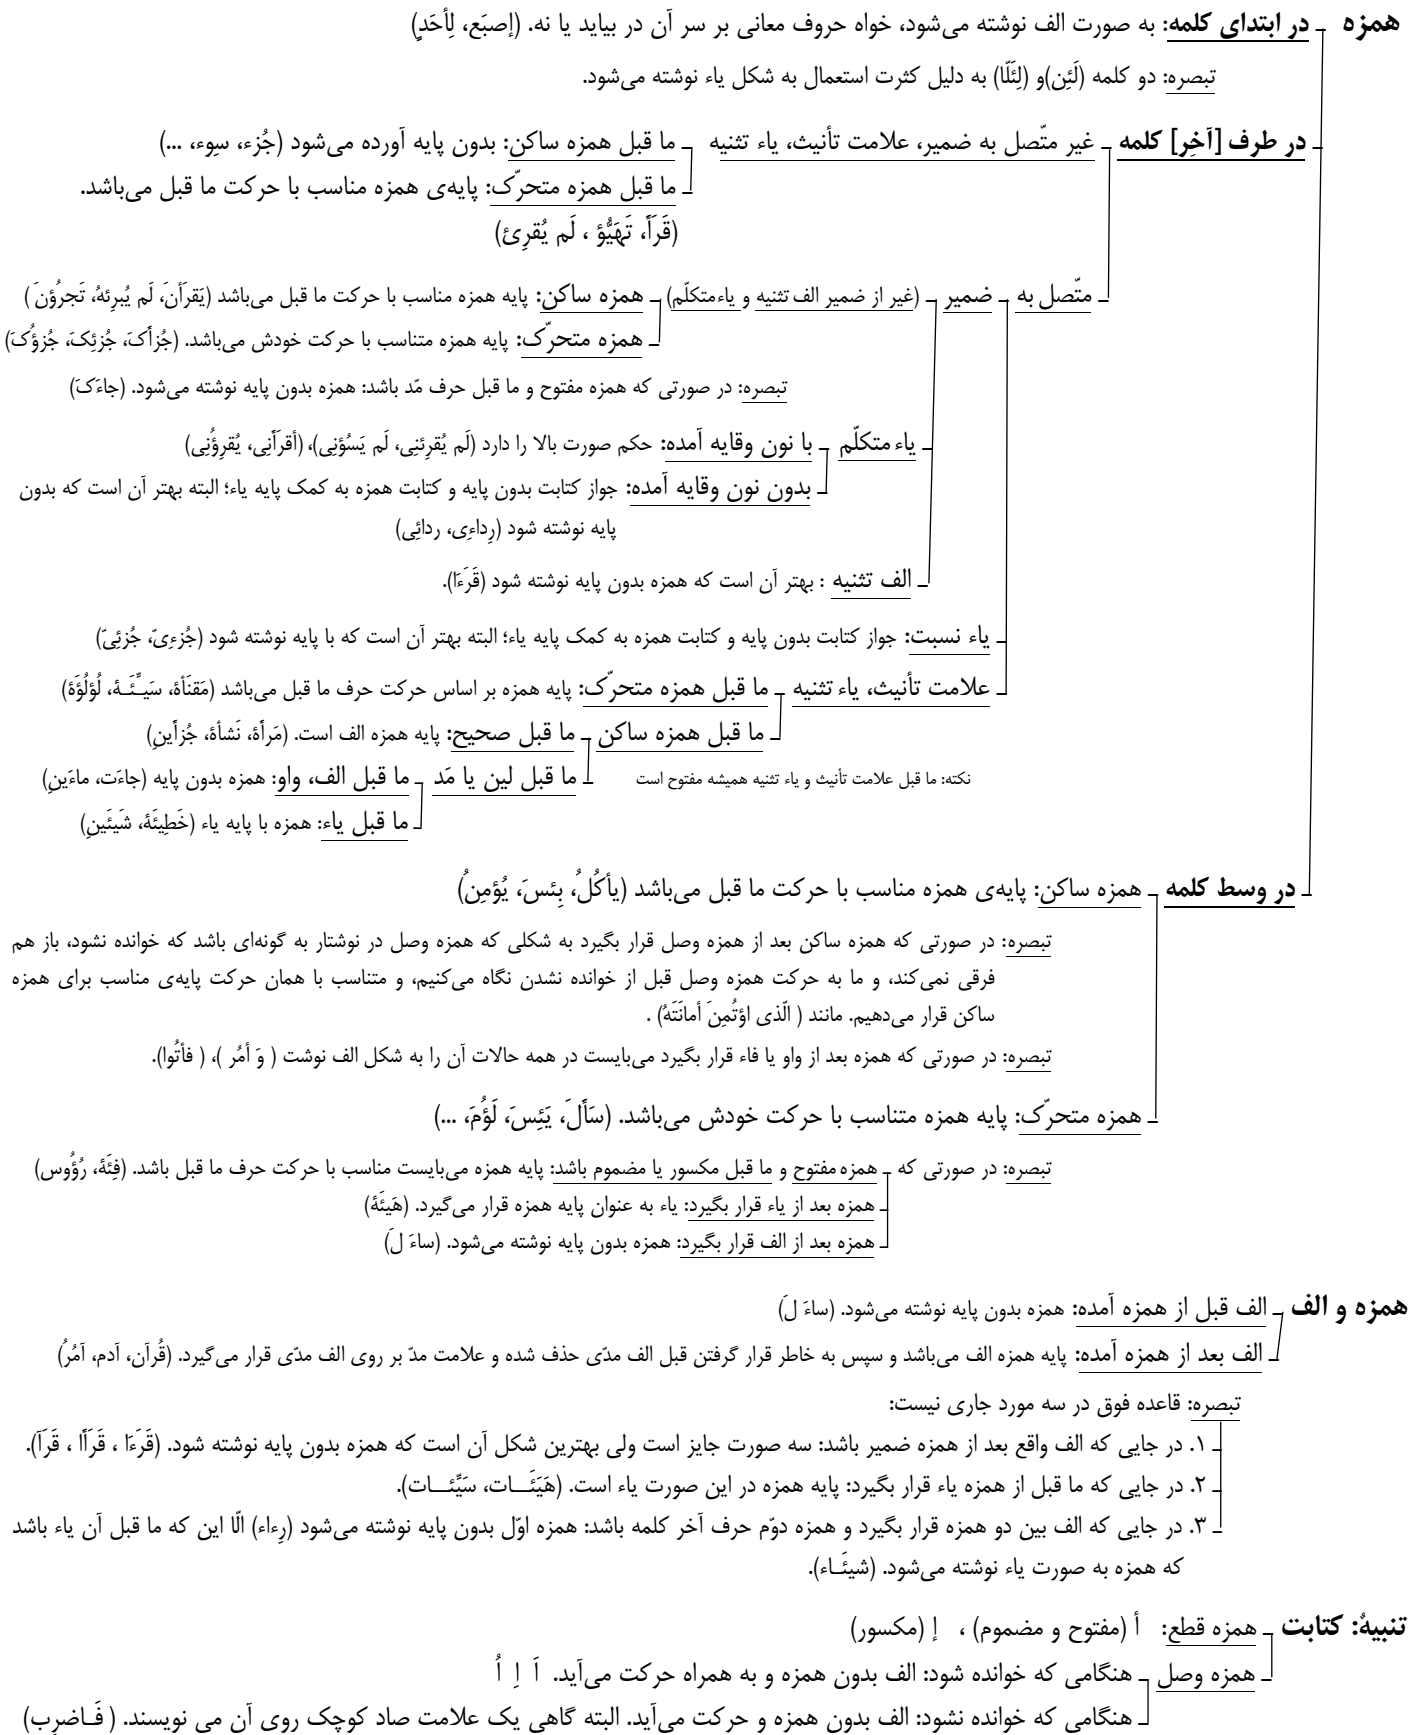 همزه در ابتدای کلمه: به صورت الف نوشته می‌شود، خواه حروف معانی بر سر آن در بیاید یا نه. (إصبَع، لِأحَدٍ)
تبصره: دو کلمه (لَئِن)و (لِئَلّا) به دلیل کثرت استعمال به شکل یاء نوشته می‌شود.
در طرف [آخِر] کلمه غیر متّصل به ضمیر، علامت تأنیث، یاء تثنیه ما قبل همزه ساکن: بدون پایه آورده می‌شود (جُزء، سِوء، ...)
ما قبل همزه متحرّک: پایه‌ی همزه مناسب با حرکت ما قبل می‌باشد.
(قَرَأَ، تَهَيُّؤ ، لَم يُقرِئ)
متّصل به ضمیر (غیر از ضمیر الف تثنیه و یاءمتکلّم) همزه ساکن: پایه همزه مناسب با حرکت ما قبل می‌باشد (يَقرَأنَ، لَم يُبرِئهُ، تَجرُؤنَ)
همزه متحرّک: پایه همزه متناسب با حرکت خودش می‌باشد. (جُزأَکَ، جُزئِکَ، جُزؤُکَ)
تبصره: در صورتی که همزه مفتوح و ما قبل حرف مّد باشد: همزه بدون پایه نوشته می‌شود. (جاءَکَ)
یاء متکلّم با نون وقایه آمده: حکم صورت بالا را دارد (لَم يُقرِئنِی، لَم يَسُؤنِی)، (أقرَأَنِی، يُقرِؤُنِی)
بدون نون وقایه آمده: جواز کتابت بدون پایه و کتابت همزه به کمک پایه یاء؛ البته بهتر آن است که بدون
پایه نوشته شود (رِداءِی، ردائِی)
الف تثنیه : بهتر آن است که همزه بدون پایه نوشته شود (قَرَءَا).
یاء نسبت: جواز کتابت بدون پایه و کتابت همزه به کمک پایه یاء؛ البته بهتر آن است که با پایه نوشته شود (جُزءِیّ، جُزئِیّ)
علامت تأنیث، یاء تثنیه ما قبل همزه متحرّک: پایه همزه بر اساس حرکت حرف ما قبل می‌باشد (مَقنَأَة، سَيِّئَـة، لُؤلُؤَة)
ما قبل همزه ساکن ما قبل صحیح: پایه همزه الف است. (مَرأَة، نَشأَة، جُزأَینِ)
نکته: ما قبل علامت تأنیث و یاء تثنیه همیشه مفتوح است ما قبل لین یا مَد ما قبل الف، واو: همزه بدون پایه (جاءَت، ماءَینِ)
ما قبل یاء: همزه با پایه یاء (خَطِيئَة، شَيئَينِ)
در وسط کلمه همزه ساکن: پایه‌ی همزه مناسب با حرکت ما قبل می‌باشد (يأکُلُ، بِئسَ، يُؤمِنُ)
تبصره: در صورتی که همزه ساکن بعد از همزه وصل قرار بگیرد به شکلی که همزه وصل در نوشتار به گونه‌ای باشد که خوانده نشود، باز هم
فرقی نمی‌کند، و ما به حرکت همزه وصل قبل از خوانده نشدن نگاه می‌کنیم، و متناسب با همان حرکت پایه‌ی مناسب برای همزه
ساکن قرار می‌دهیم. مانند ( الّذی اؤتُمِنَ أمانَتَهُ) .
تبصره: در صورتی که همزه بعد از واو یا فاء قرار بگیرد می‌بایست در همه حالات آن را به شکل الف نوشت ( وَ أمُر )، ( فأتُوا).
همزه متحرّک: پایه همزه متناسب با حرکت خودش می‌باشد. (سَأَلَ، يَئِسَ، لَؤُمَ، ...)
تبصره: در صورتی که همزه مفتوح و ما قبل مکسور یا مضموم باشد: پایه همزه می‌بایست مناسب با حرکت حرف ما قبل باشد. (فِئَة، رُؤُوس)
همزه بعد از یاء قرار بگیرد: یاء به عنوان پایه همزه قرار می‌گیرد. (هَيئَة)
همزه بعد از الف قرار بگیرد: همزه بدون پایه نوشته می‌شود. (ساءَ لَ)
همزه و الف الف قبل از همزه آمده: همزه بدون پایه نوشته می‌شود. (ساءَ لَ)
الف بعد از همزه آمده: پایه همزه الف می‌باشد و سپس به خاطر قرار گرفتن قبل الف مدّی حذف شده و علامت مدّ بر روی الف مدّی قرار می‌گیرد. (قُرآن، آدم، آمُرُ)
تبصره: قاعده فوق در سه مورد جاری نیست:
۱. در جایی که الف واقع بعد از همزه ضمیر باشد: سه صورت جایز است ولی بهترین شکل آن است که همزه بدون پایه نوشته شود. (قَرَءَا ، قَرَأَا ، قَرَآ).
۲. در جایی که ما قبل از همزه یاء قرار بگیرد: پایه همزه در این صورت یاء است. (هَيَئَـات، سَيِّئـات).
۳. در جایی که الف بین دو همزه قرار بگیرد و همزه دوّم حرف آخر کلمه باشد: همزه اوّل بدون پایه نوشته می‌شود (رِءاء) الّا این که ما قبل آن یاء باشد
که همزه به صورت یاء نوشته می‌شود. (شیئَـاء).
تنبیهٌ: کتابت همزه قطع: أ (مفتوح و مضموم) ، إ (مکسور)
همزه وصل هنگامی که خوانده شود: الف بدون همزه و به همراه حرکت می‌آید. اَ اِ اُ
هنگامی که خوانده نشود: الف بدون همزه و حرکت می‌آید. البته گاهی یک علامت صاد کوچک روی آن می نویسند. ( فَـاضرِب)